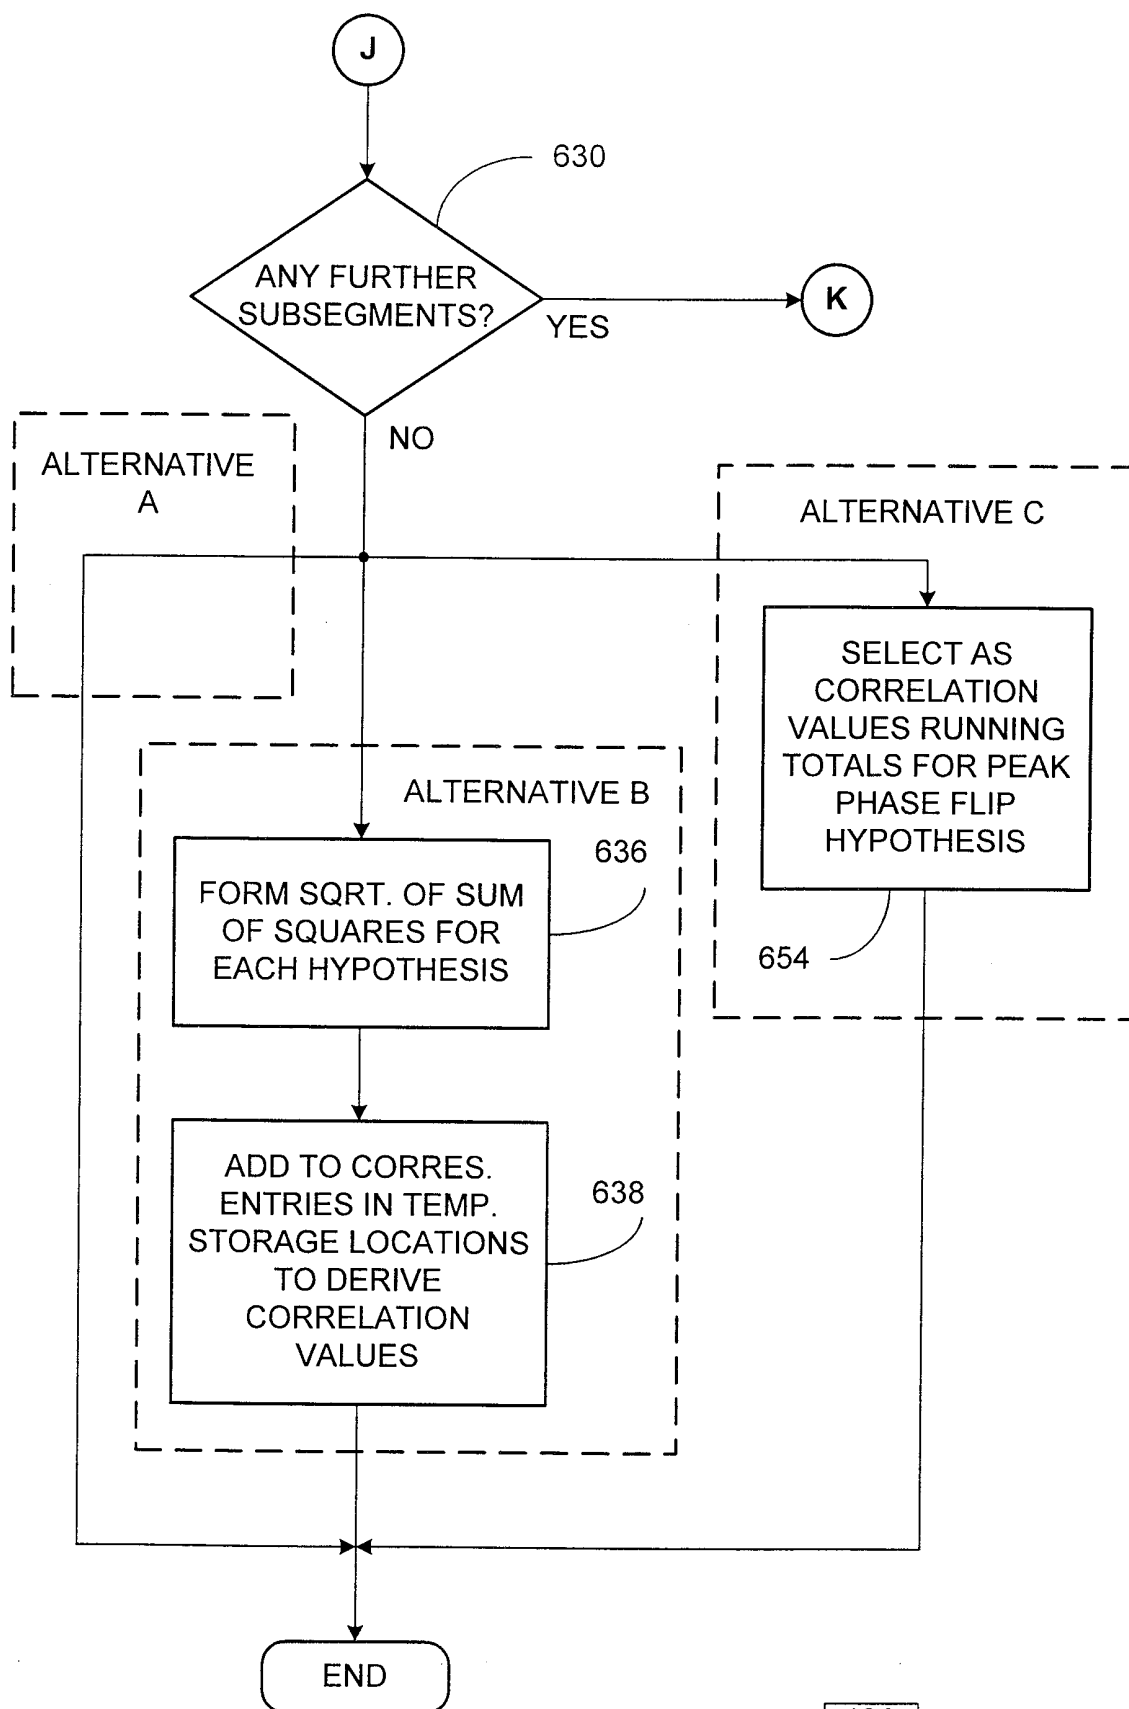 J
630
ANY FURTHER
SUBSEGMENTS?
K
YES
NO
ALTERNATIVE
A
ALTERNATIVE C
SELECT AS
CORRELATION
VALUES RUNNING
TOTALS FOR PEAK
PHASE FLIP
HYPOTHESIS
654
ALTERNATIVE B
636
FORM SQRT. OF SUM
OF SQUARES FOR
EACH HYPOTHESIS
638
ADD TO CORRES.
ENTRIES IN TEMP.
STORAGE LOCATIONS
TO DERIVE
CORRELATION
VALUES
END